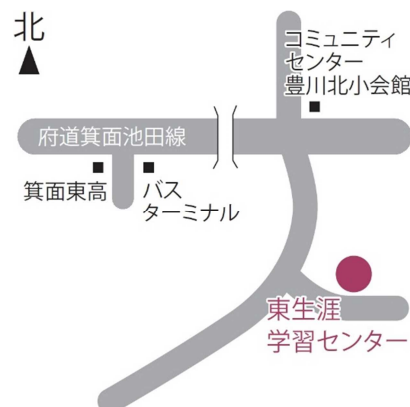 北
コミュニティ
センター
豊川北小会館
府道箕面池田線
箕面東高
バス
ターミナル
東生涯
学習センター